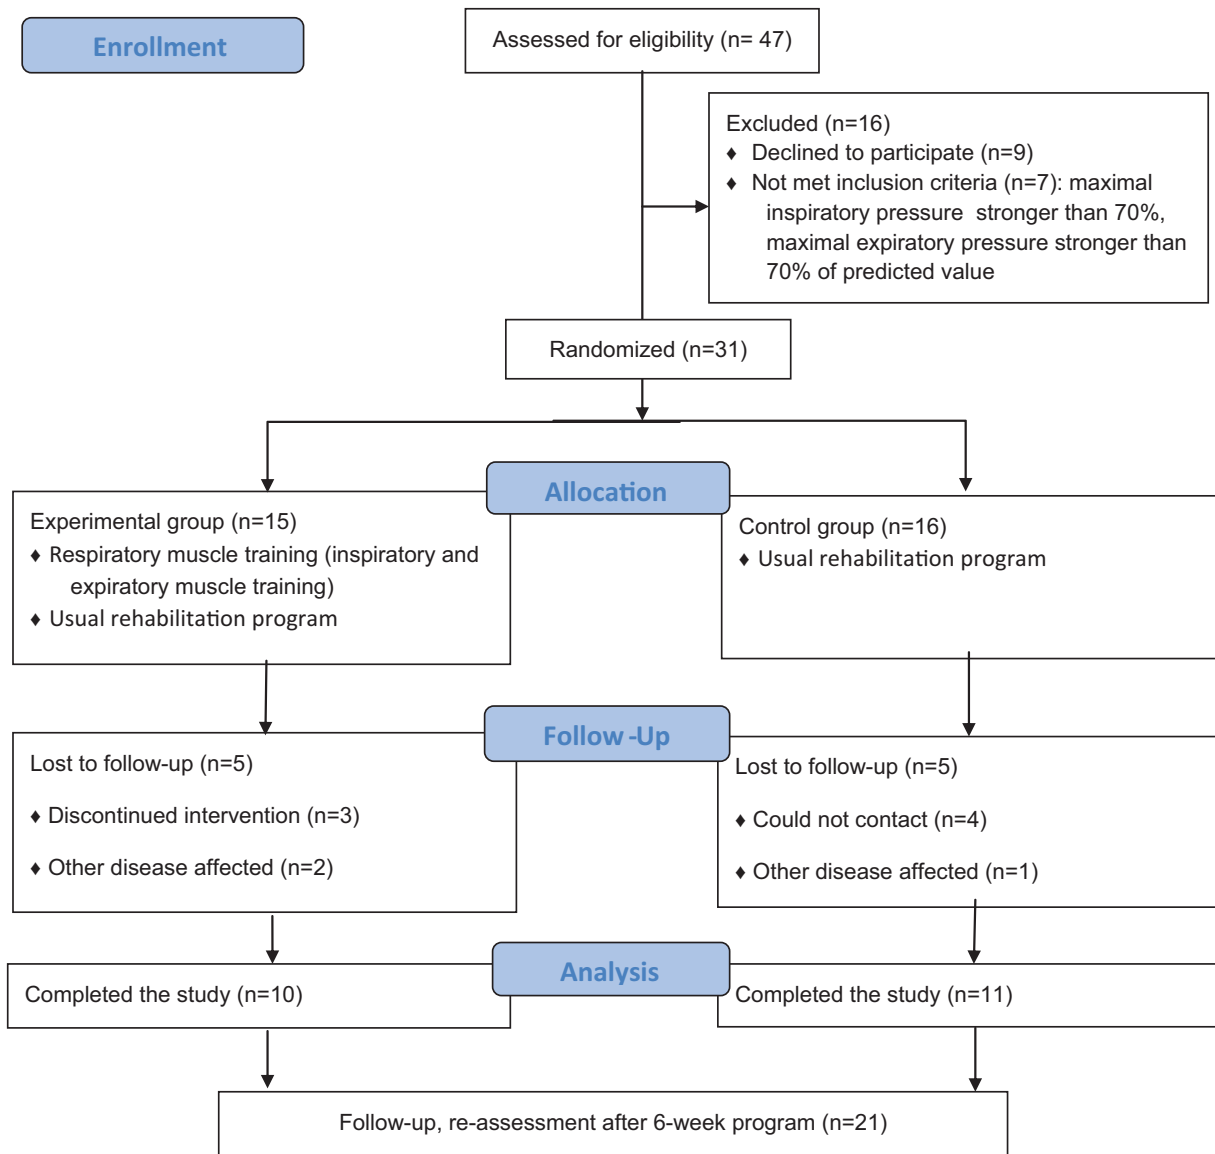 Enrollment
Assessed for eligibility (n= 47)
Excluded (n=16)
♦ Declined to participate (n=9)
♦ Not met inclusion criteria (n=7): maximal
inspiratory pressure stronger than 70%,
maximal expiratory pressure stronger than
70% of predicted value
Randomized (n=31)
Allocation
Experimental group (n=15)
♦ Respiratory muscle training (inspiratory and
expiratory muscle training)
♦ Usual rehabilitation program
Control group (n=16)
♦ Usual rehabilitation program
Follow-Up
Lost to follow-up (n=5)
♦ Discontinued intervention (n=3)
♦ Other disease affected (n=2)
Lost to follow-up (n=5)
♦ Could not contact (n=4)
♦ Other disease affected (n=1)
Analysis
Completed the study (n=10)
Completed the study (n=11)
Follow-up, re-assessment after 6-week program (n=21)